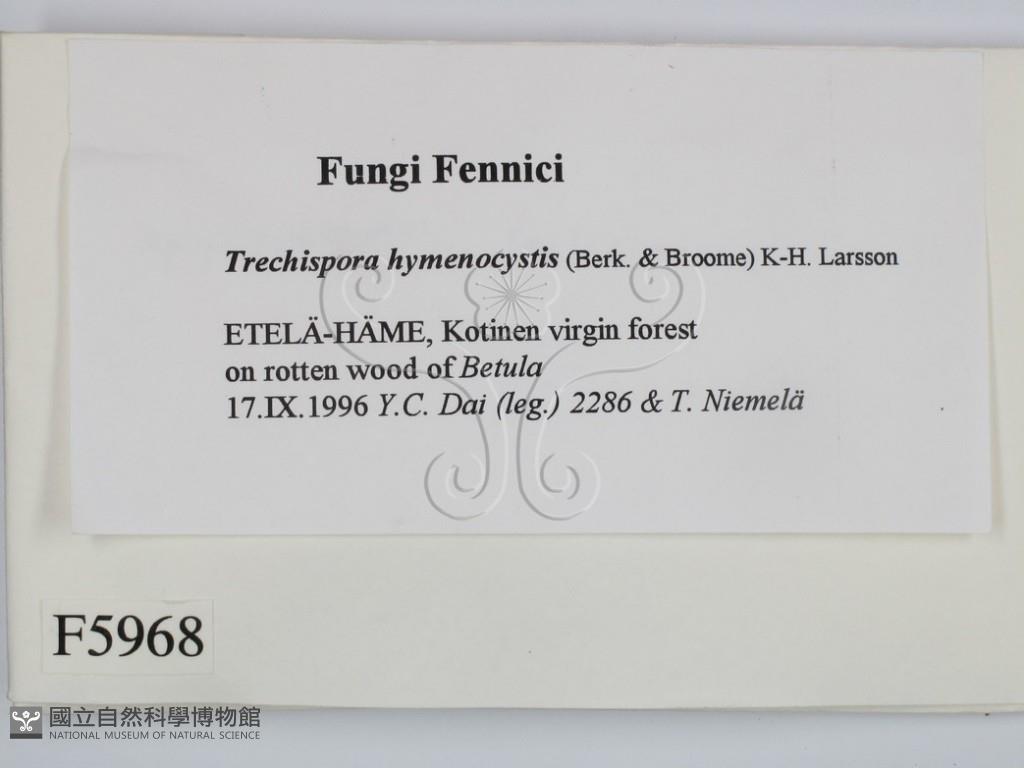 Fungi Fennici
Trechispora hymenocystis (Berk. & Broome) K-H. Larsson
ETELÄ-HÄME, Kotinen virgin forest
on rotten wood of Betula
17.IX.1996 Y.C. Dai (leg.) 2286 & T. Niemelä
F5968
國立自然科學博物館
NATIONAL MUSEUM OF NATURAL SCIENCE